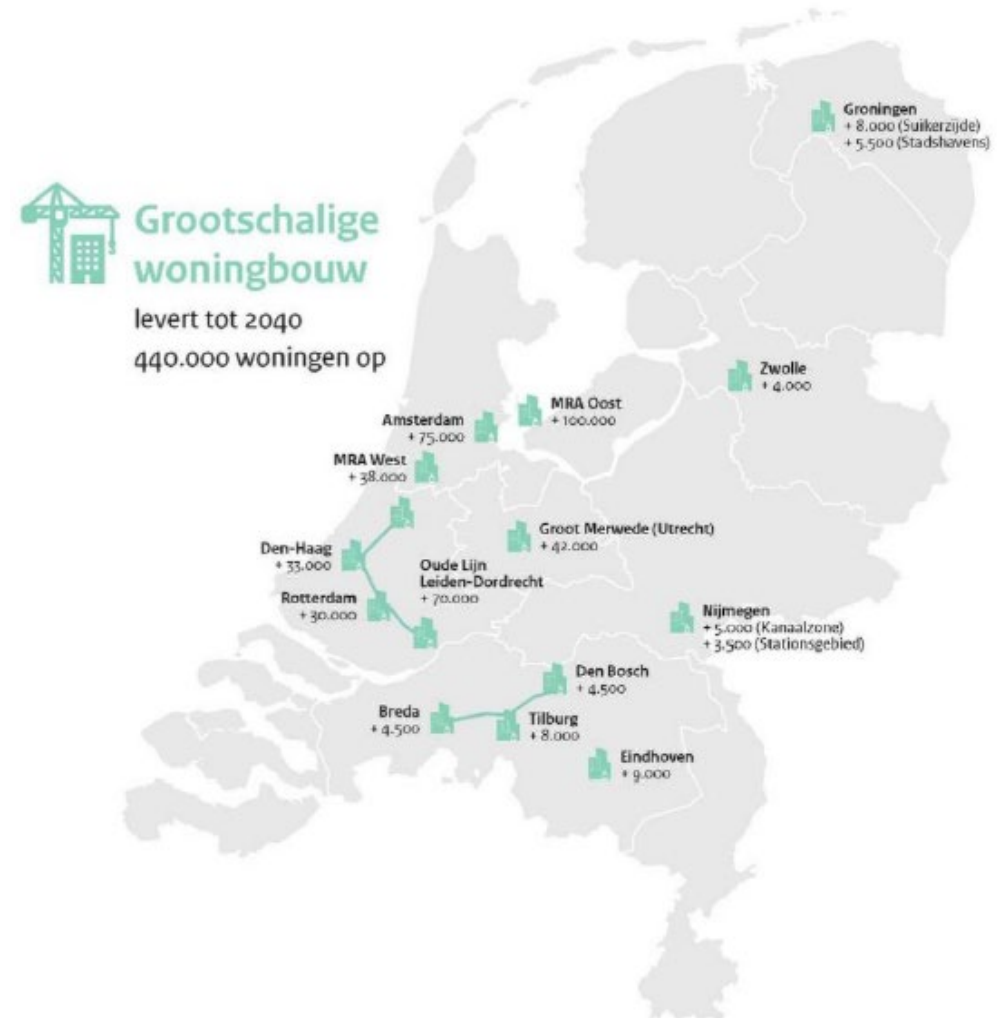 Groningen
+ 8.000 (Suikerzijde)
+ 5.500 (Stadshavens)
Grootschalige
woningbouw
levert tot 2040
440.000 woningen op
Zwolle
+ 4.000
MRA Oost
+ 100.000
Amsterdam
+ 75.000
MRA West
+ 38.000
Groot Merwede (Utrecht)
+ 42.000
Den-Haag
+ 33.000
Oude Lijn
Leiden-Dordrecht
+ 70.000
Rotterdam
+ 30.000
Nijmegen
+ 5.000 (Kanaalzone)
+ 3.500 (Stationsgebied)
Den Bosch
+ 4.500
Breda
+ 4.500
Tilburg
+ 8.000
Eindhoven
+ 9.000